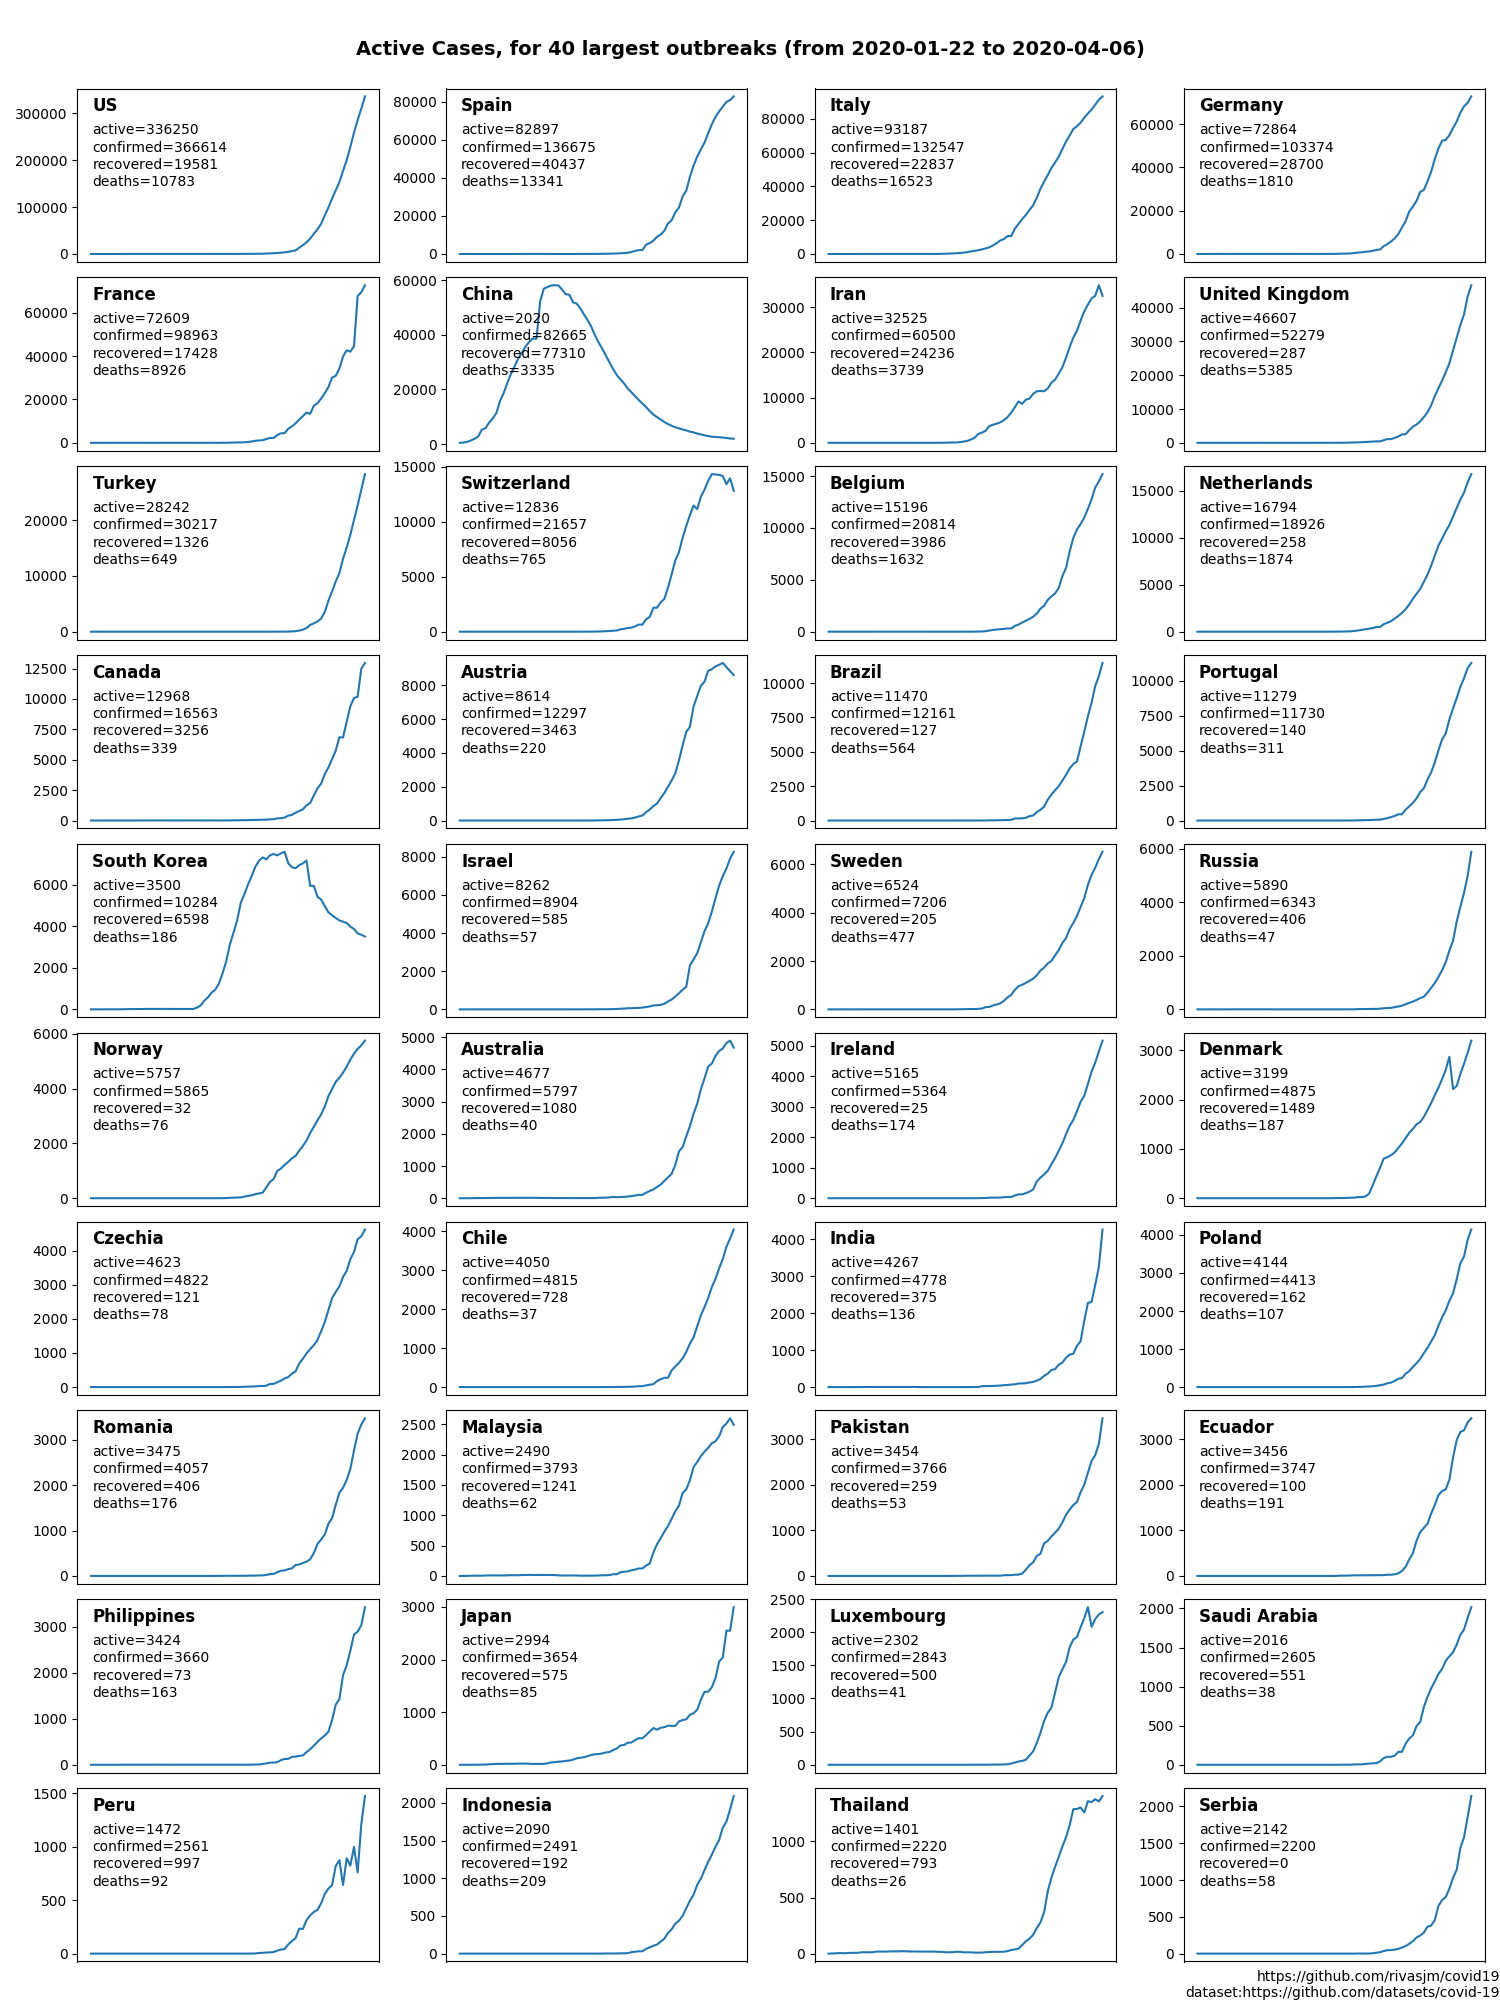 Active Cases, for 40 largest outbreaks (from 2020-01-22 to 2020-04-06)
US
active=336250
confirmed=366614
recovered=19581
deaths=10783
300000
200000
100000
0
Spain
active=82897
confirmed=136675
recovered=40437
deaths=13341
80000
60000
40000
20000
0
Italy
active=93187
confirmed=132547
recovered=22837
deaths=16523
80000
60000
40000
20000
0
Germany
active=72864
confirmed=103374
recovered=28700
deaths=1810
60000
40000
20000
0
France
active=72609
confirmed=98963
recovered=17428
deaths=8926
60000
40000
20000
0
China
active=2020
confirmed=82665
recovered=77310
deaths=3335
60000
40000
20000
0
Iran
active=32525
confirmed=60500
recovered=24236
deaths=3739
30000
20000
10000
0
United Kingdom
active=46607
confirmed=52279
recovered=287
deaths=5385
40000
30000
20000
10000
0
Turkey
active=28242
confirmed=30217
recovered=1326
deaths=649
20000
10000
0
Switzerland
active=12836
confirmed=21657
recovered=8056
deaths=765
15000
10000
5000
0
Belgium
active=15196
confirmed=20814
recovered=3986
deaths=1632
15000
10000
5000
0
Netherlands
active=16794
confirmed=18926
recovered=258
deaths=1874
15000
10000
5000
0
Canada
active=12968
confirmed=16563
recovered=3256
deaths=339
12500
10000
7500
5000
2500
0
Austria
active=8614
confirmed=12297
recovered=3463
deaths=220
8000
6000
4000
2000
0
Brazil
active=11470
confirmed=12161
recovered=127
deaths=564
10000
7500
5000
2500
0
Portugal
active=11279
confirmed=11730
recovered=140
deaths=311
10000
7500
5000
2500
0
South Korea
active=3500
confirmed=10284
recovered=6598
deaths=186
6000
4000
2000
0
Israel
active=8262
confirmed=8904
recovered=585
deaths=57
8000
6000
4000
2000
0
Sweden
active=6524
confirmed=7206
recovered=205
deaths=477
6000
4000
2000
0
Russia
active=5890
confirmed=6343
recovered=406
deaths=47
6000
4000
2000
0
Norway
active=5757
confirmed=5865
recovered=32
deaths=76
6000
4000
2000
0
Australia
active=4677
confirmed=5797
recovered=1080
deaths=40
5000
4000
3000
2000
1000
0
Ireland
active=5165
confirmed=5364
recovered=25
deaths=174
5000
4000
3000
2000
1000
0
Denmark
active=3199
confirmed=4875
recovered=1489
deaths=187
3000
2000
1000
0
Czechia
active=4623
confirmed=4822
recovered=121
deaths=78
4000
3000
2000
1000
0
Chile
active=4050
confirmed=4815
recovered=728
deaths=37
4000
3000
2000
1000
0
India
active=4267
confirmed=4778
recovered=375
deaths=136
4000
3000
2000
1000
0
Poland
active=4144
confirmed=4413
recovered=162
deaths=107
4000
3000
2000
1000
0
Romania
active=3475
confirmed=4057
recovered=406
deaths=176
3000
2000
1000
0
Malaysia
active=2490
confirmed=3793
recovered=1241
deaths=62
2500
2000
1500
1000
500
0
Pakistan
active=3454
confirmed=3766
recovered=259
deaths=53
3000
2000
1000
0
Ecuador
active=3456
confirmed=3747
recovered=100
deaths=191
3000
2000
1000
0
Philippines
active=3424
confirmed=3660
recovered=73
deaths=163
3000
2000
1000
0
Japan
active=2994
confirmed=3654
recovered=575
deaths=85
3000
2000
1000
0
Luxembourg
active=2302
confirmed=2843
recovered=500
deaths=41
2500
2000
1500
1000
500
0
Saudi Arabia
active=2016
confirmed=2605
recovered=551
deaths=38
2000
1500
1000
500
0
Peru
active=1472
confirmed=2561
recovered=997
deaths=92
1500
1000
500
0
Indonesia
active=2090
confirmed=2491
recovered=192
deaths=209
2000
1500
1000
500
0
Thailand
active=1401
confirmed=2220
recovered=793
deaths=26
1000
500
0
Serbia
active=2142
confirmed=2200
recovered=0
deaths=58
2000
1500
1000
500
0
https://github.com/rivasjm/covid19
dataset:https://github.com/datasets/covid-19